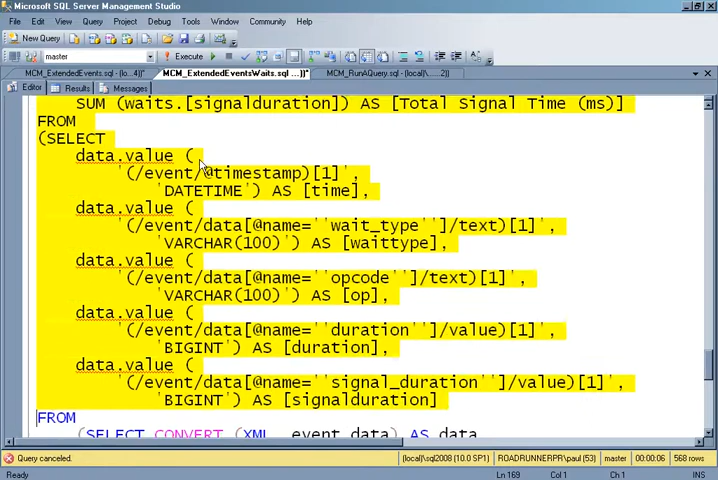 Microsoft SQL Server Management Studio
File Edit View Query Project Debug Tools Window Community Help
New Query
master Execute
MCM_ExtendedEvents.sql - (lo...4))* MCM_ExtendedEventsWaits.sql ...))* MCM_RunAQuery.sql - (local)\......2))
Editor Results Messages
SUM (waits.[signalduration]) AS [Total Signal Time (ms)]
FROM
(SELECT
data.value (
'(/event/@timestamp)[1]',
'DATETIME') AS [time],
data.value (
'(/event/data[@name=''wait_type'']/text)[1]',
'VARCHAR(100)') AS [waittype],
data.value (
'(/event/data[@name=''opcode'']/text)[1]',
'VARCHAR(100)') AS [op],
data.value (
'(/event/data[@name=''duration'']/value)[1]',
'BIGINT') AS [duration],
data.value (
'(/event/data[@name=''signal_duration'']/value)[1]',
'BIGINT') AS [signalduration]
FROM
(SELECT CONVERT (XML, event_data) AS data
Query canceled. (local)\sql2008 (10.0 SP1) ROADRUNNERPR\paul (53) master 00:00:06 568 rows
Ready Ln 169 Col 1 Ch 1 INS